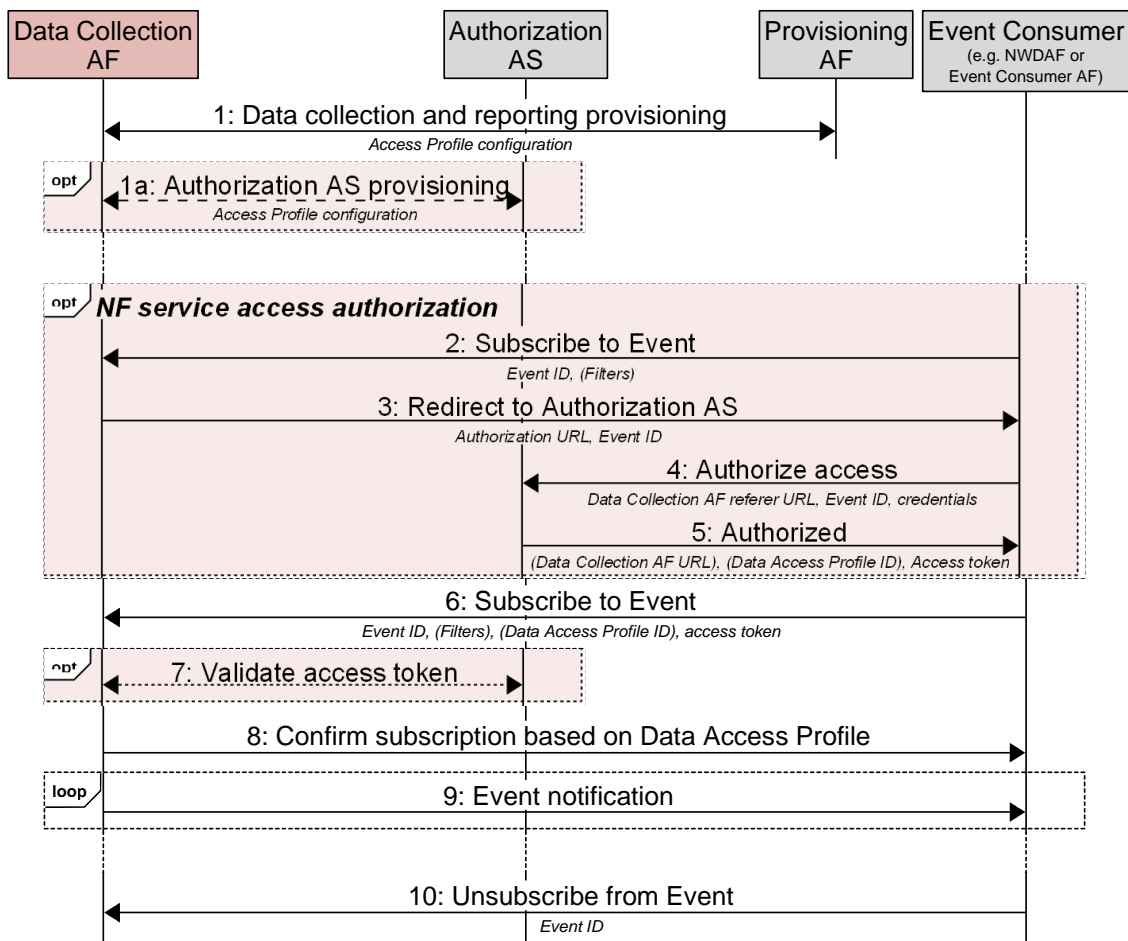 Data Collection
AF
Authorization
AS
Provisioning
AF
Event Consumer
(e.g. NWDAF or
Event Consumer AF)
1: Data collection and reporting provisioning
Access Profile configuration
opt
1a: Authorization AS provisioning
Access Profile configuration
opt
NF service access authorization
2: Subscribe to Event
Event ID, (Filters)
3: Redirect to Authorization AS
Authorization URL, Event ID
4: Authorize access
Data Collection AF referer URL, Event ID, credentials
5: Authorized
(Data Collection AF URL), (Data Access Profile ID), Access token
6: Subscribe to Event
Event ID, (Filters), (Data Access Profile ID), access token
opt
7: Validate access token
8: Confirm subscription based on Data Access Profile
loop
9: Event notification
10: Unsubscribe from Event
Event ID